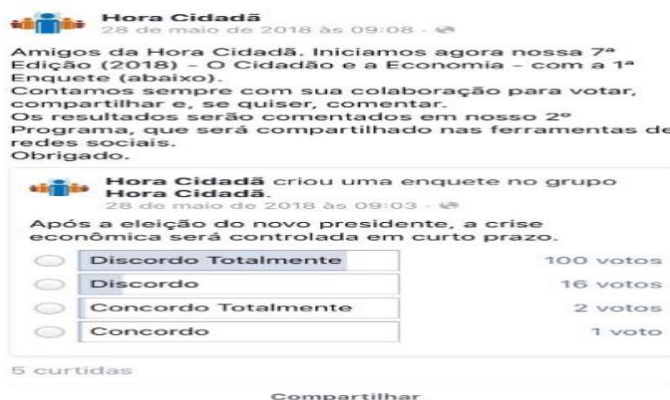 Hora Cidadã
28 de maio de 2018 às 09:08 ·
Amigos da Hora Cidadã. Iniciamos agora nossa 7ª
Edição (2018) – O Cidadão e a Economia – com a 1ª
Enquete (abaixo).
Contamos sempre com sua colaboração para votar,
compartilhar e, se quiser, comentar.
Os resultados serão comentados em nosso 2º
Programa, que será compartilhado nas ferramentas de
redes sociais.
Obrigado.
Hora Cidadã criou uma enquete no grupo
Hora Cidadã.
28 de maio de 2018 às 09:03 ·
Após a eleição do novo presidente, a crise
econômica será controlada em curto prazo.
Discordo Totalmente 100 votos
Discordo 16 votos
Concordo Totalmente 2 votos
Concordo 1 voto
5 curtidas
Compartilhar